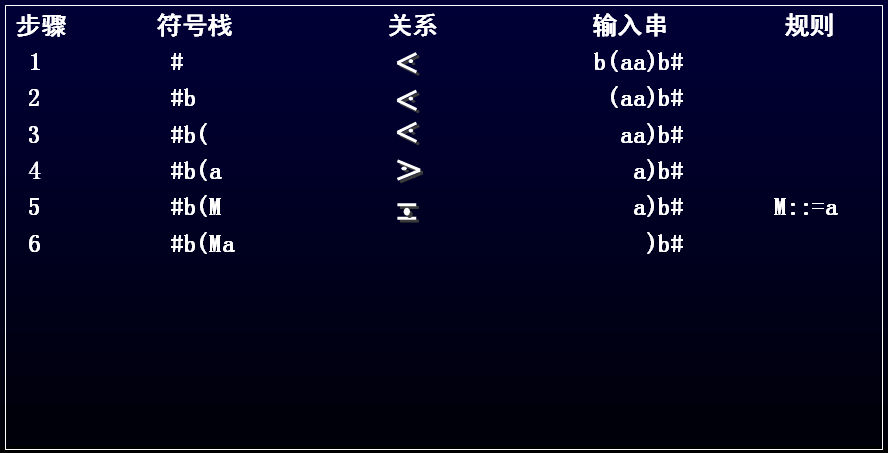 步骤 符号栈 关系 输入串 规则
1 # ⋖ b(aa)b#
2 #b ⋖ (aa)b#
3 #b( ⋖ aa)b#
4 #b(a ⋗ a)b#
5 #b(M ≐ a)b# M::=a
6 #b(Ma )b#